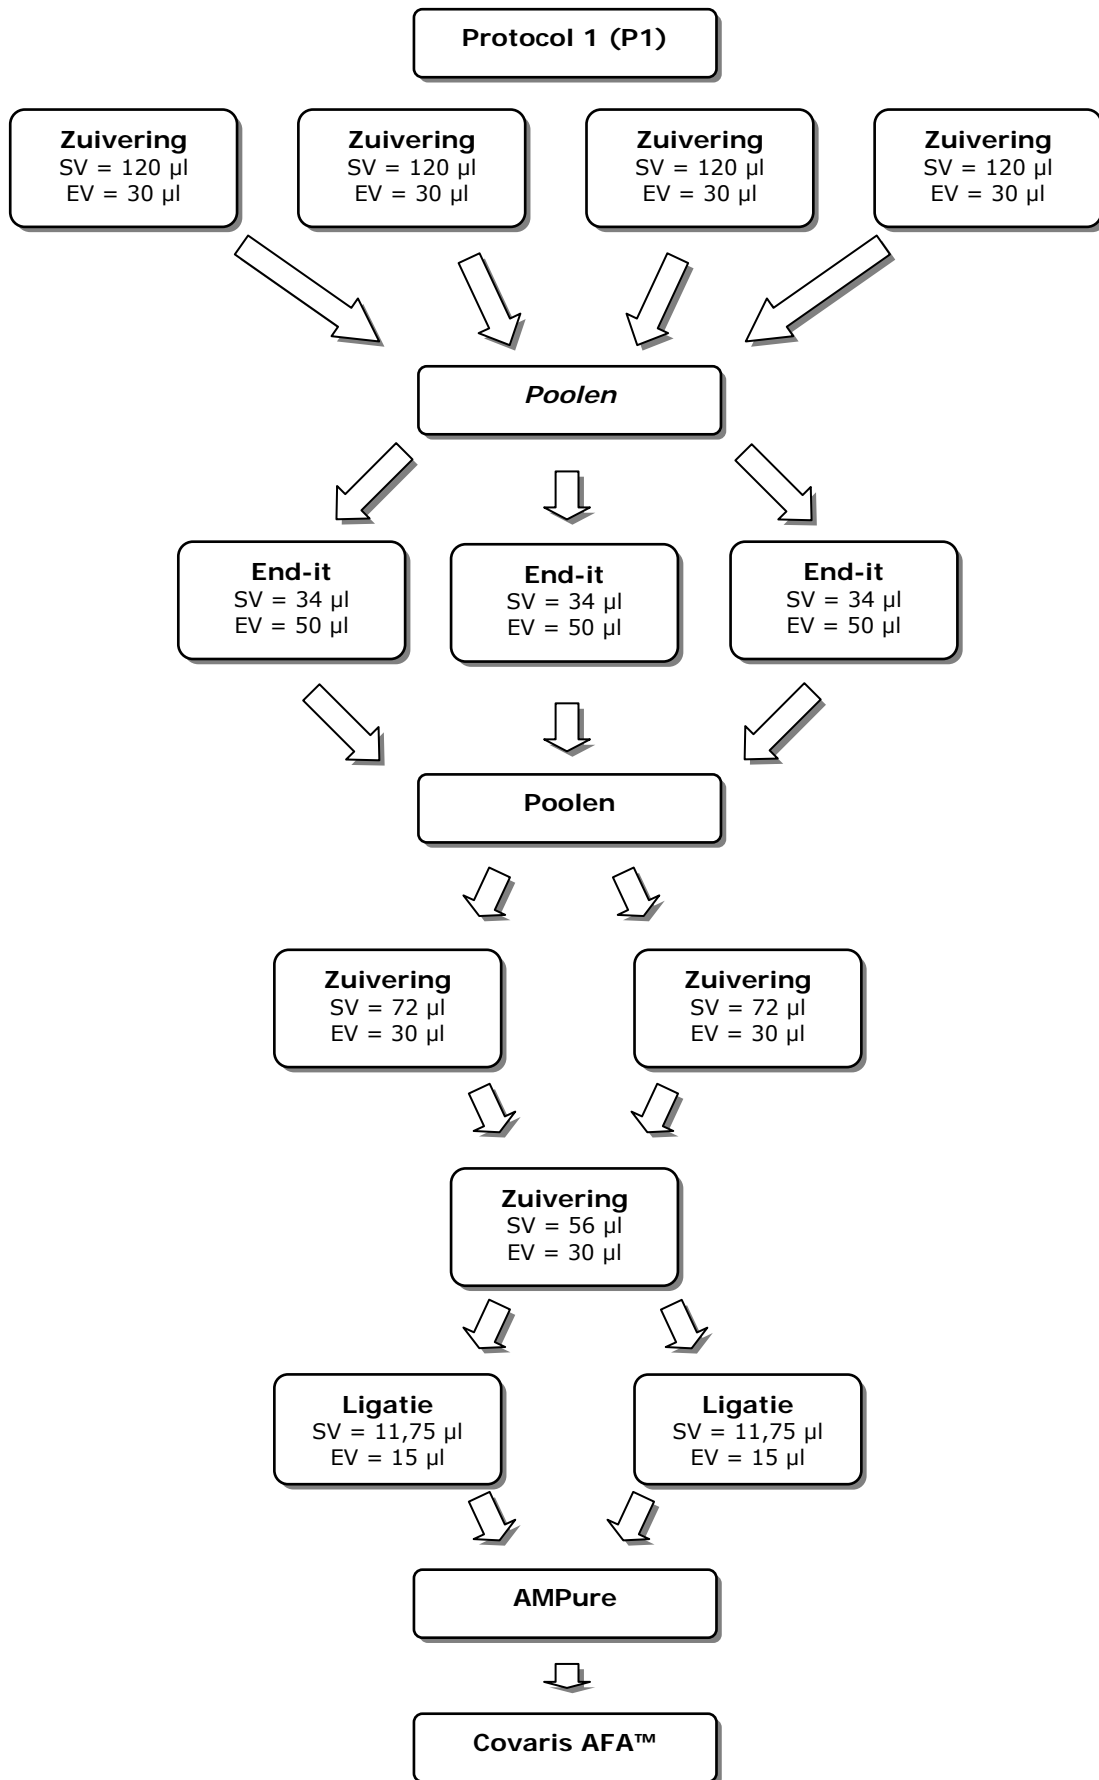 Protocol 1 (P1)
Zuivering
SV = 120 µl
EV = 30 µl
Zuivering
SV = 120 µl
EV = 30 µl
Zuivering
SV = 120 µl
EV = 30 µl
Zuivering
SV = 120 µl
EV = 30 µl
Poolen
End-it
SV = 34 µl
EV = 50 µl
End-it
SV = 34 µl
EV = 50 µl
End-it
SV = 34 µl
EV = 50 µl
Poolen
Zuivering
SV = 72 µl
EV = 30 µl
Zuivering
SV = 72 µl
EV = 30 µl
Zuivering
SV = 56 µl
EV = 30 µl
Ligatie
SV = 11,75 µl
EV = 15 µl
Ligatie
SV = 11,75 µl
EV = 15 µl
AMPure
Covaris AFA™